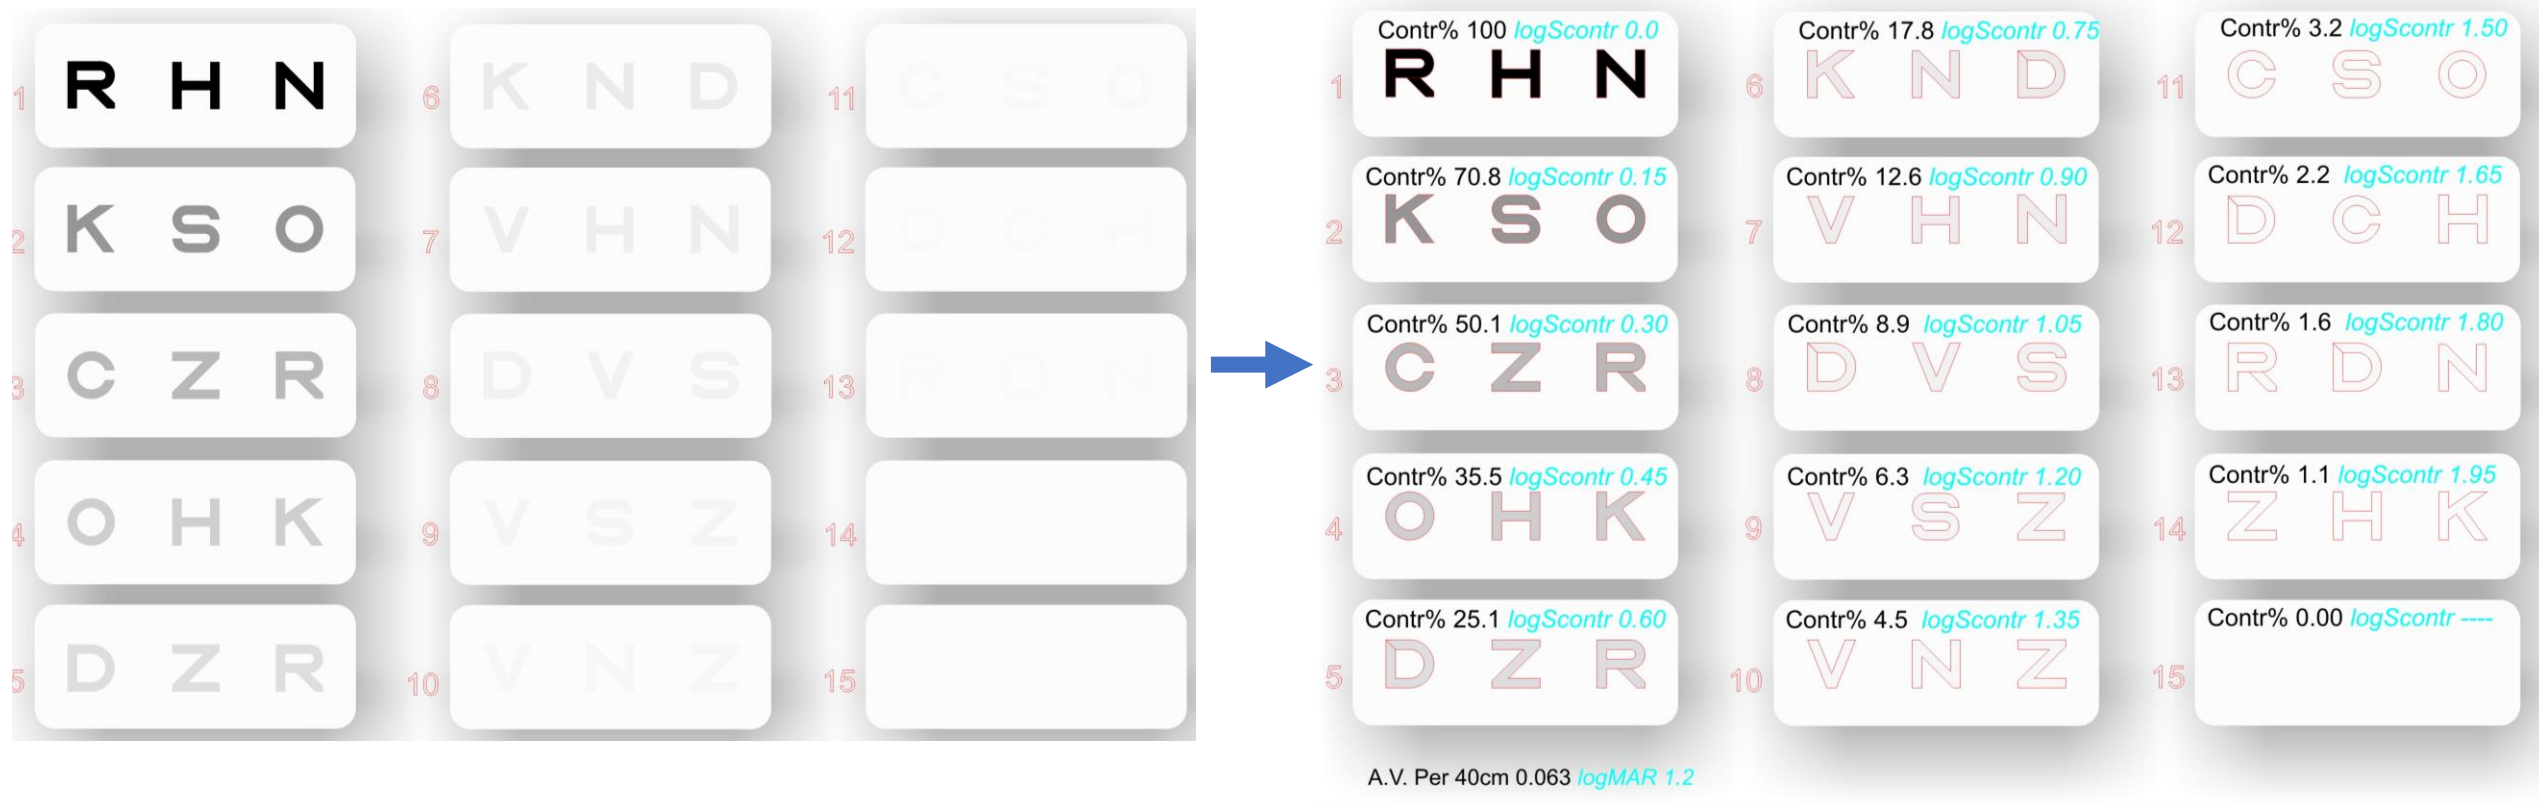 1 R H N
2 K S O
3 C Z R
4 O H K
5 D Z R
6 K N D
7 V H N
8 D V S
9 V S Z
10 V N Z
11 C S O
12 D C H
13 R D N
14 Z H K
15
Contr% 100 logScontr 0.0
1 R H N
Contr% 70.8 logScontr 0.15
2 K S O
Contr% 50.1 logScontr 0.30
3 C Z R
Contr% 35.5 logScontr 0.45
4 O H K
Contr% 25.1 logScontr 0.60
5 D Z R
Contr% 17.8 logScontr 0.75
6 K N D
Contr% 12.6 logScontr 0.90
7 V H N
Contr% 8.9 logScontr 1.05
8 D V S
Contr% 6.3 logScontr 1.20
9 V S Z
Contr% 4.5 logScontr 1.35
10 V N Z
Contr% 3.2 logScontr 1.50
11 C S O
Contr% 2.2 logScontr 1.65
12 D C H
Contr% 1.6 logScontr 1.80
13 R D N
Contr% 1.1 logScontr 1.95
14 Z H K
Contr% 0.00 logScontr ----
15
A.V. Per 40cm 0.063 logMAR 1.2